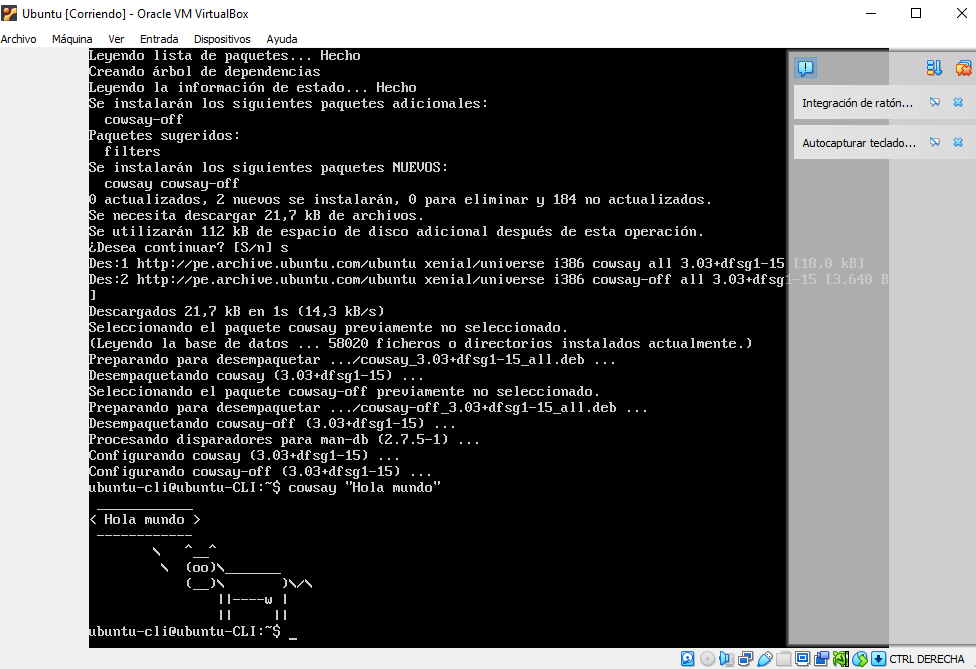 Ubuntu [Corriendo] - Oracle VM VirtualBox
Archivo Máquina Ver Entrada Dispositivos Ayuda
Leyendo lista de paquetes... Hecho
Creando árbol de dependencias
Leyendo la información de estado... Hecho
Se instalarán los siguientes paquetes adicionales:
  cowsay-off
Paquetes sugeridos:
  filters
Se instalarán los siguientes paquetes NUEVOS:
  cowsay cowsay-off
0 actualizados, 2 nuevos se instalarán, 0 para eliminar y 184 no actualizados.
Se necesita descargar 21,7 kB de archivos.
Se utilizarán 112 kB de espacio de disco adicional después de esta operación.
¿Desea continuar? [S/n] s
Des:1 http://pe.archive.ubuntu.com/ubuntu xenial/universe i386 cowsay all 3.03+dfsg1-15 [18,0 kB]
Des:2 http://pe.archive.ubuntu.com/ubuntu xenial/universe i386 cowsay-off all 3.03+dfsg1-15 [3.640 B
]
Descargados 21,7 kB en 1s (14,3 kB/s)
Seleccionando el paquete cowsay previamente no seleccionado.
(Leyendo la base de datos ... 58020 ficheros o directorios instalados actualmente.)
Preparando para desempaquetar .../cowsay_3.03+dfsg1-15_all.deb ...
Desempaquetando cowsay (3.03+dfsg1-15) ...
Seleccionando el paquete cowsay-off previamente no seleccionado.
Preparando para desempaquetar .../cowsay-off_3.03+dfsg1-15_all.deb ...
Desempaquetando cowsay-off (3.03+dfsg1-15) ...
Procesando disparadores para man-db (2.7.5-1) ...
Configurando cowsay (3.03+dfsg1-15) ...
Configurando cowsay-off (3.03+dfsg1-15) ...
ubuntu-cli@ubuntu-CLI:~$ cowsay "Hola mundo"
 ____________
< Hola mundo >
 ------------
        \   ^__^
         \  (oo)\_______
            (__)\       )\/\
                ||----w |
                ||     ||
ubuntu-cli@ubuntu-CLI:~$ _
Integración de ratón...
Autocapturar teclado...
CTRL DERECHA